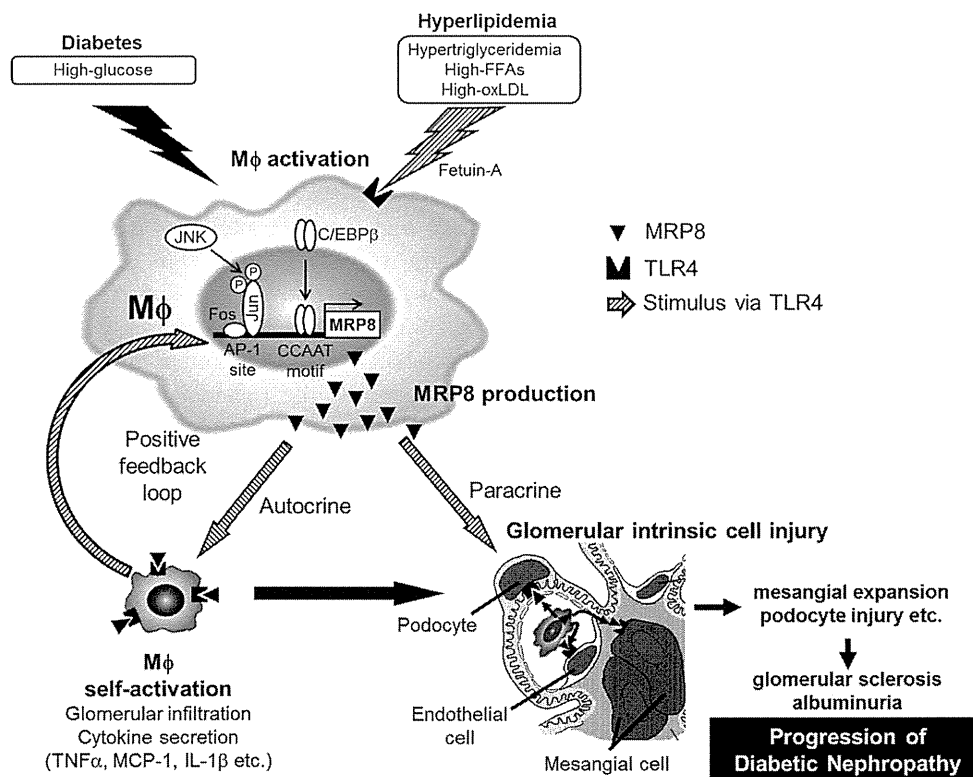 Diabetes
High-glucose
Hyperlipidemia
Hypertriglyceridemia
High-FFAs
High-oxLDL
Mϕ activation
Fetuin-A
JNK
C/EBPβ
P
P
Jun
Fos
MRP8
AP-1
site
CCAAT
motif
Mϕ
MRP8 production
MRP8
TLR4
Stimulus via TLR4
Positive
feedback
loop
Autocrine
Paracrine
Glomerular intrinsic cell injury
Podocyte
Endothelial
cell
Mesangial cell
mesangial expansion
podocyte injury etc.
glomerular sclerosis
albuminuria
Progression of
Diabetic Nephropathy
Mϕ
self-activation
Glomerular infiltration
Cytokine secretion
(TNFα, MCP-1, IL-1β etc.)